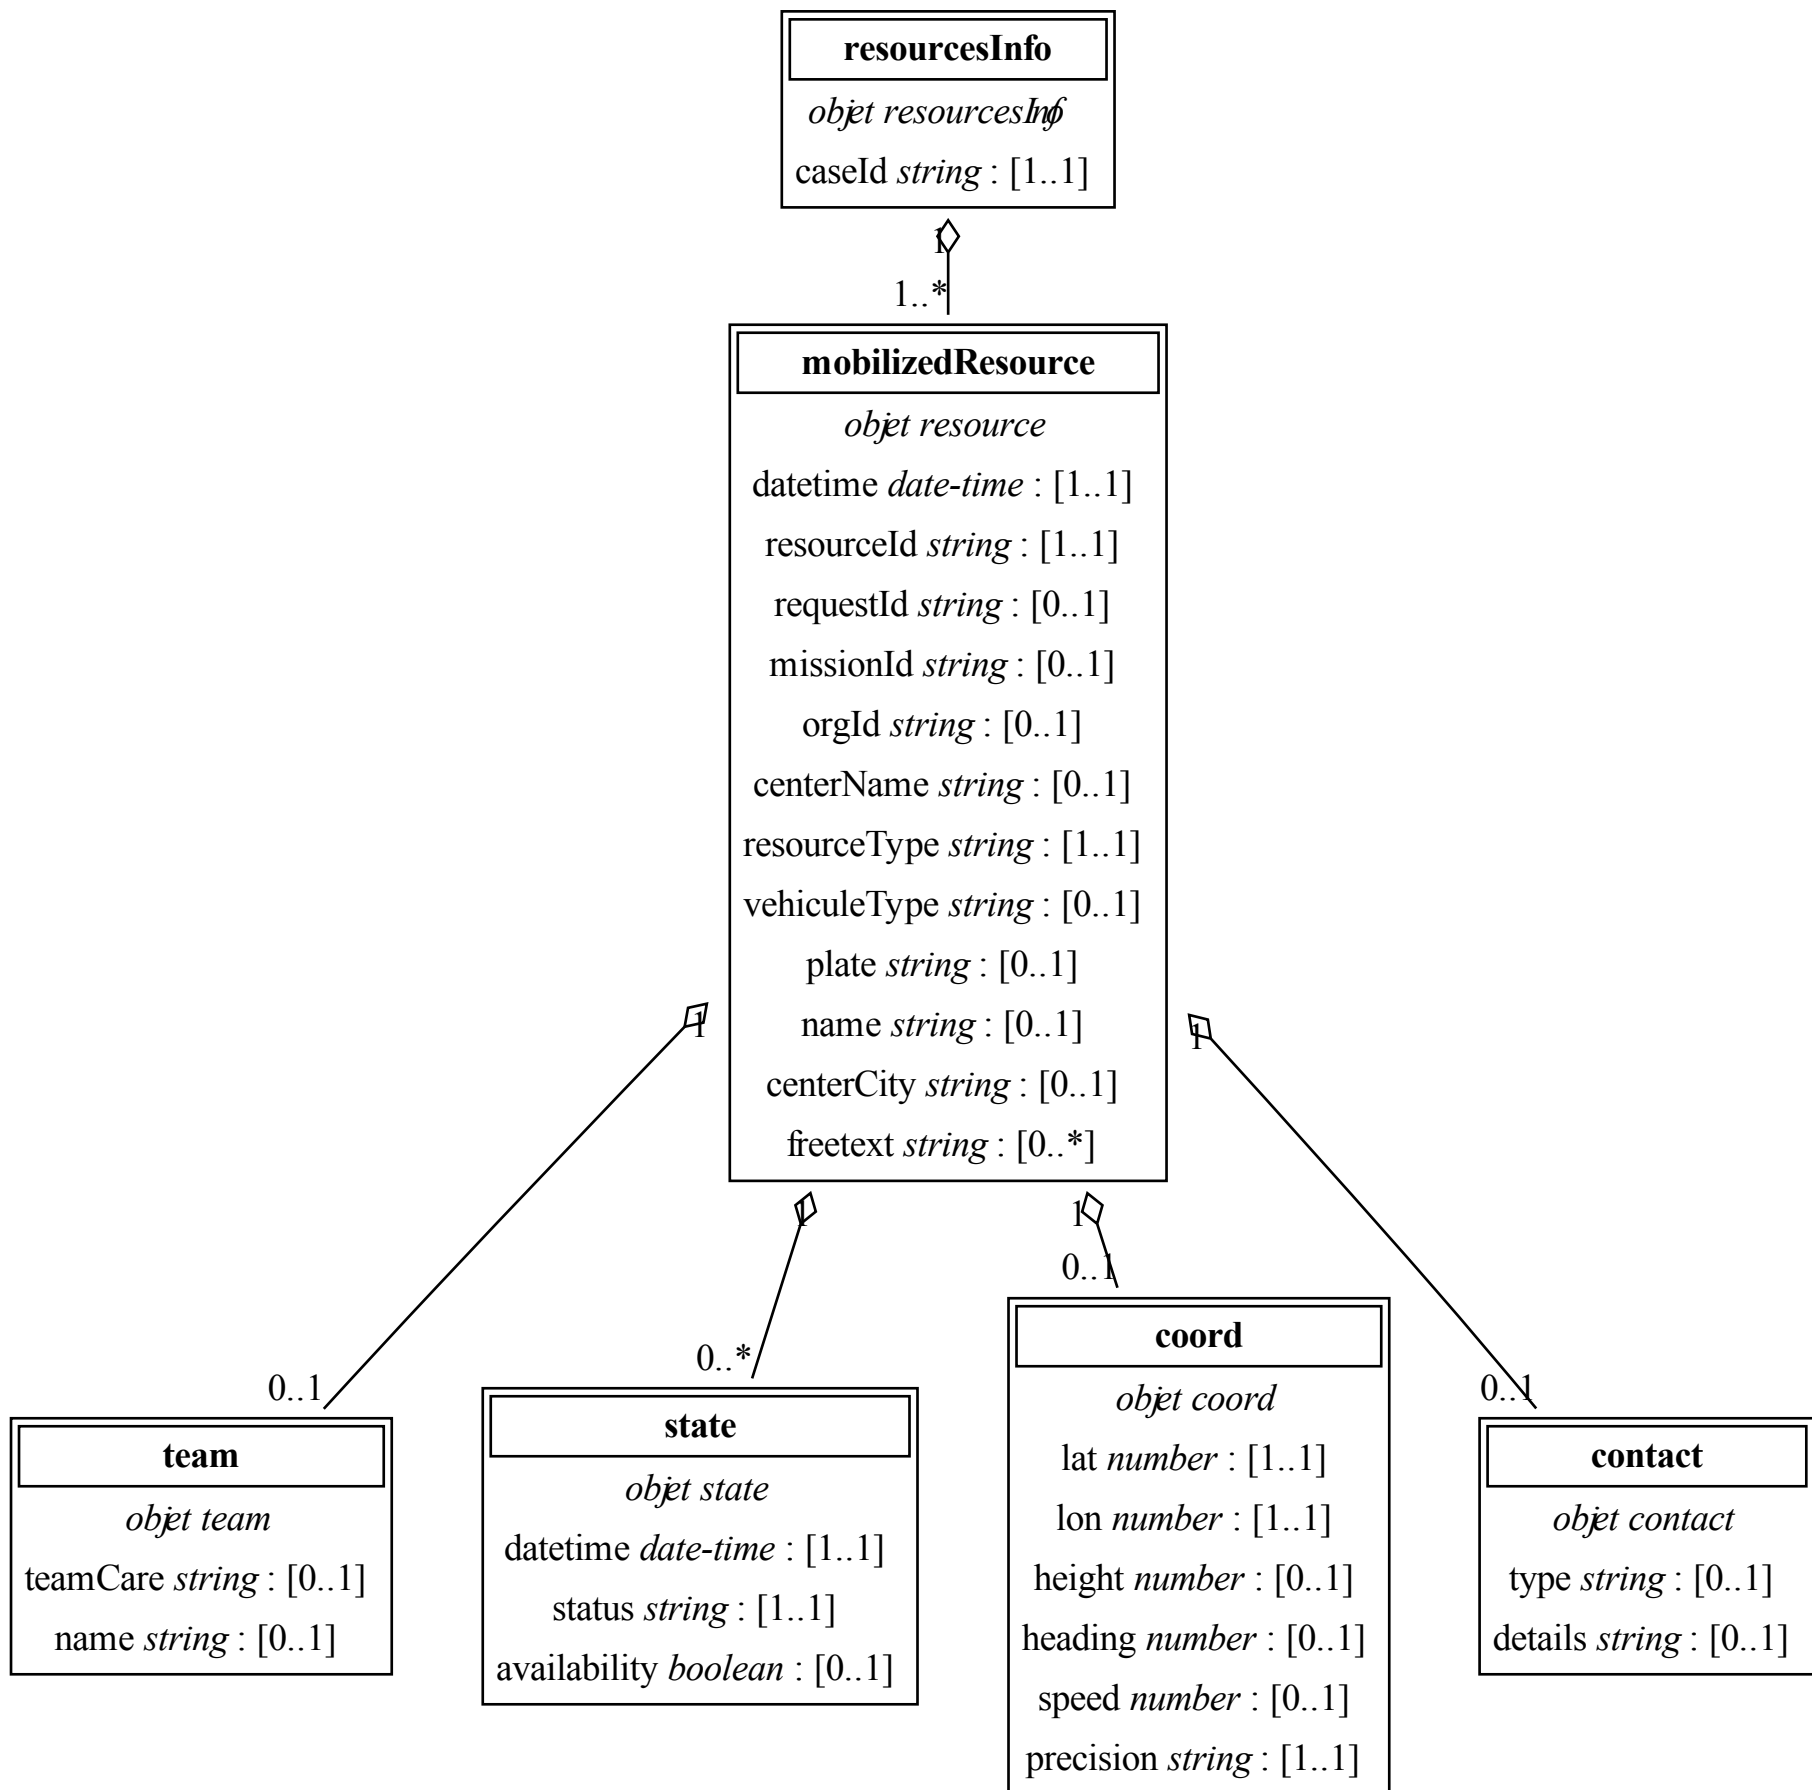 resourcesInfo
objet resourcesInfo
caseId string : [1..1]
1
1..*
mobilizedResource
objet resource
datetime date-time : [1..1]
resourceId string : [1..1]
requestId string : [0..1]
missionId string : [0..1]
orgId string : [0..1]
centerName string : [0..1]
resourceType string : [1..1]
vehiculeType string : [0..1]
plate string : [0..1]
name string : [0..1]
centerCity string : [0..1]
freetext string : [0..*]
1
1
1
1
0..1
team
objet team
teamCare string : [0..1]
name string : [0..1]
0..*
state
objet state
datetime date-time : [1..1]
status string : [1..1]
availability boolean : [0..1]
0..1
coord
objet coord
lat number : [1..1]
lon number : [1..1]
height number : [0..1]
heading number : [0..1]
speed number : [0..1]
precision string : [1..1]
0..1
contact
objet contact
type string : [0..1]
details string : [0..1]